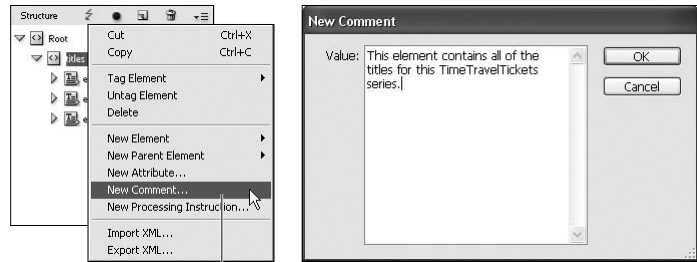 Structure
Root
titles
e
e
e
Cut Ctrl+X
Copy Ctrl+C
Tag Element
Untag Element
Delete
New Element
New Parent Element
New Attribute...
New Comment...
New Processing Instruction...
Import XML...
Export XML...
New Comment
Value: This element contains all of the
titles for this TimeTravelTickets
series.
OK
Cancel